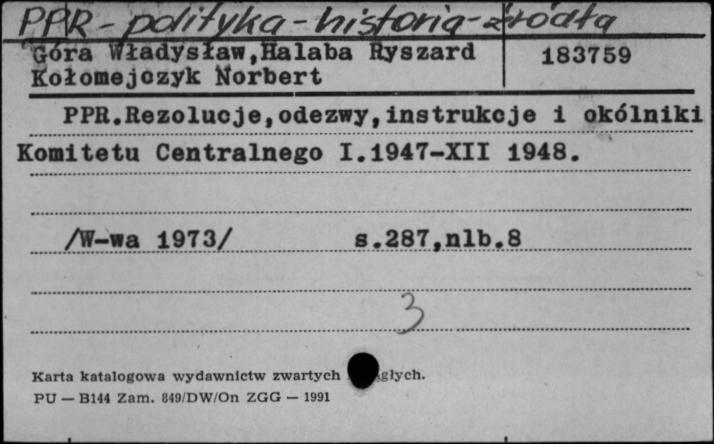 PPR - polityka - historia - źródła
Góra Władysław,Halaba Ryszard 183759
Kołomejczyk Norbert
PPR.Rezolucje,odezwy,instrukcje i okólniki
Komitetu Centralnego I.1947-XII 1948.
/W-wa 1973/ s.287,nlb.8
3
Karta katalogowa wydawnictw zwartych głych.
PU — B144 Zam. 849/DW/On ZGG — 1991